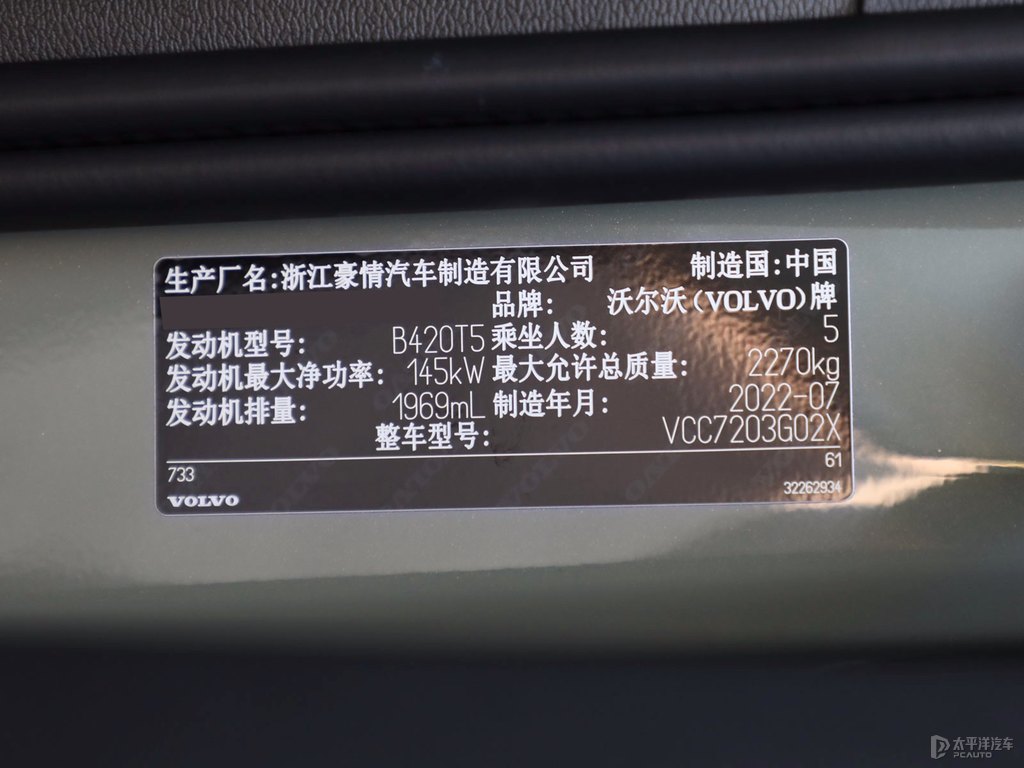 生产厂名:浙江豪情汽车制造有限公司 制造国:中国
品牌: 沃尔沃(VOLVO)牌
发动机型号: B420T5 乘坐人数: 5
发动机最大净功率: 145kW 最大允许总质量: 2270kg
发动机排量: 1969mL 制造年月: 2022-07
整车型号: VCC7203G02X
733 61
VOLVO 32262934
太平洋汽车
PCAUTO